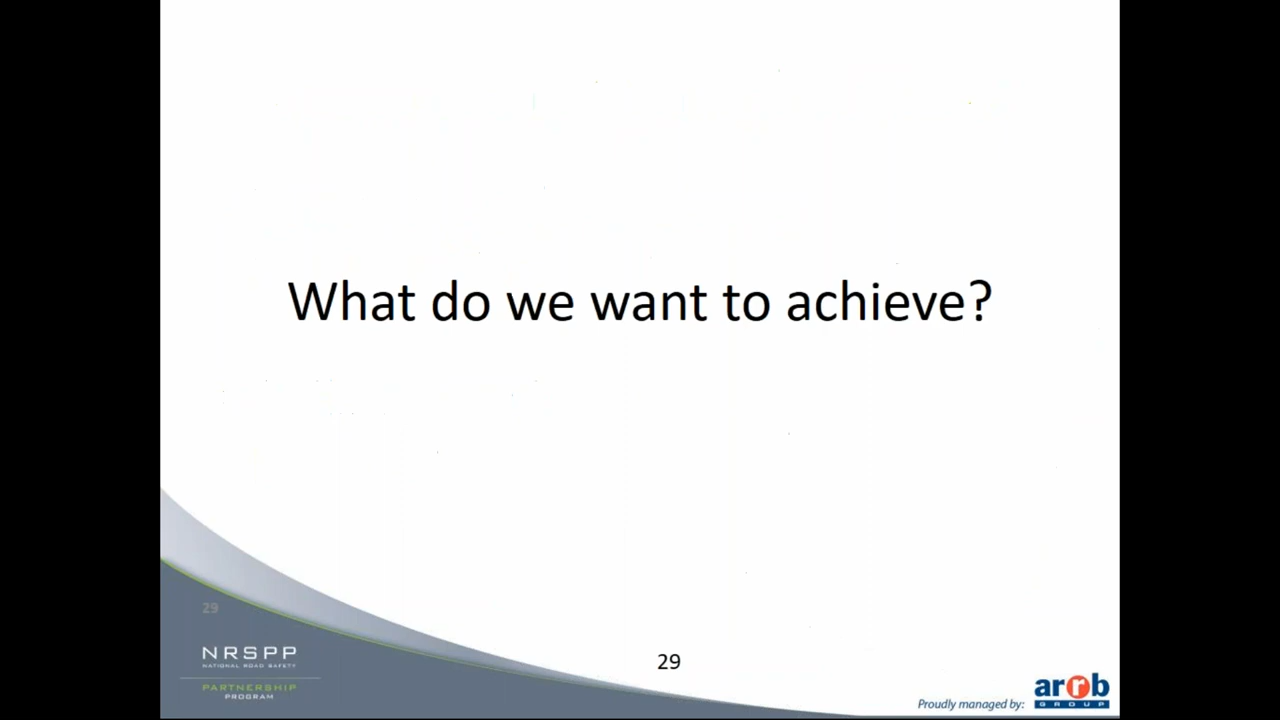 What do we want to achieve?
29
NRSPP
NATIONAL ROAD SAFETY
PARTNERSHIP
PROGRAM
29
Proudly managed by:
arrb
GROUP